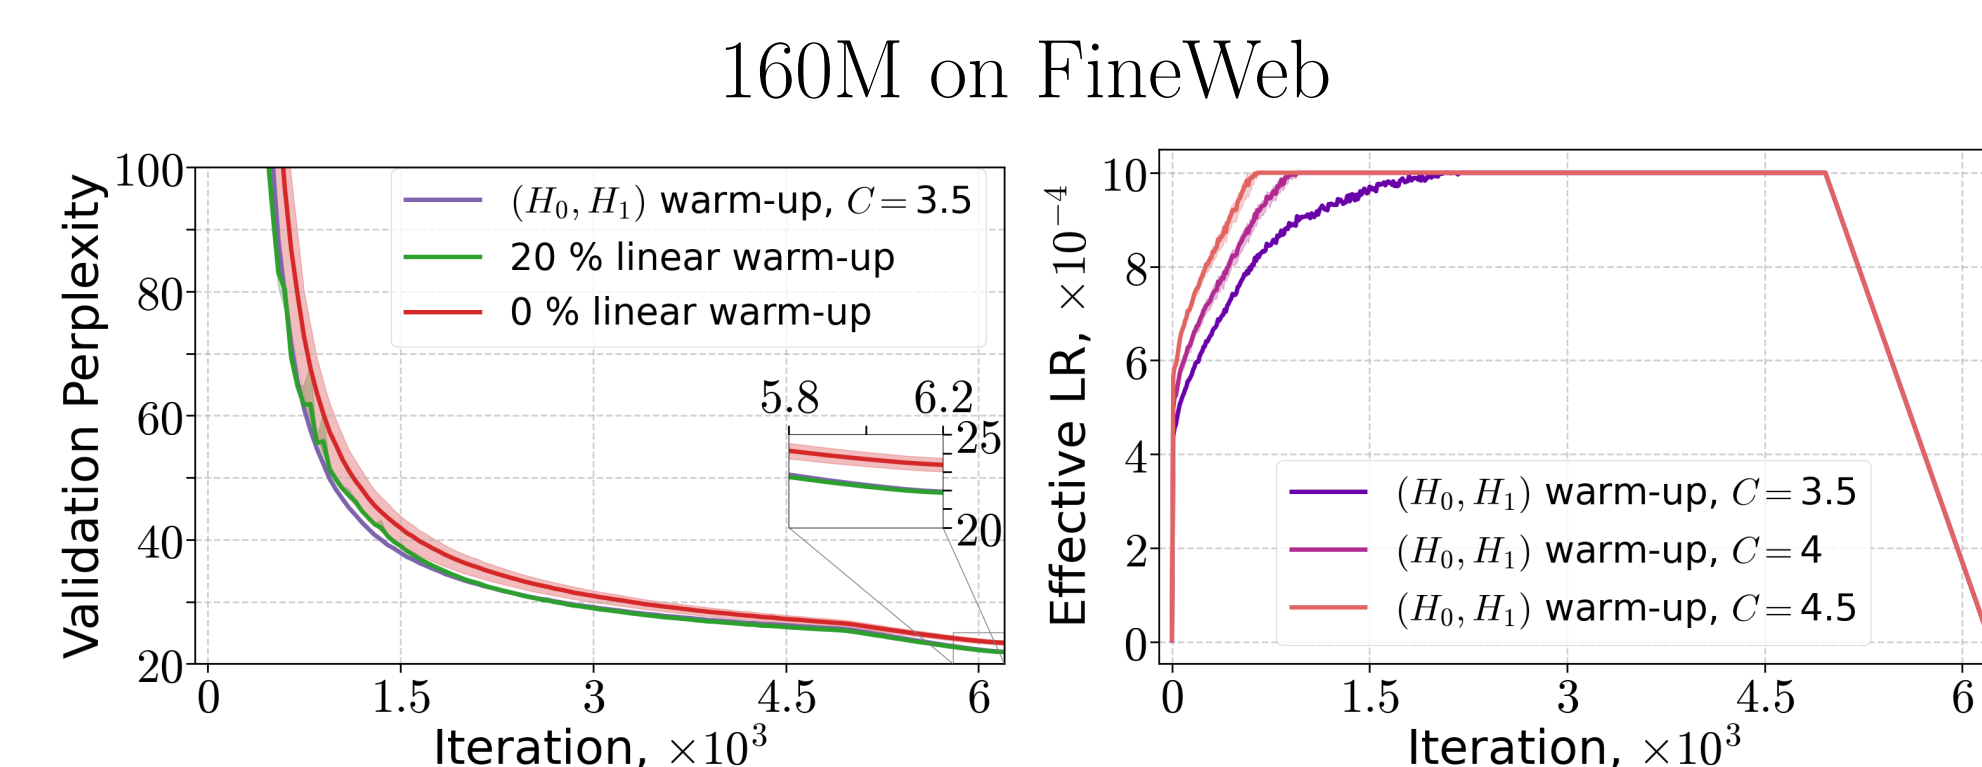 160M on FineWeb
Validation Perplexity
100
80
60
40
20
(H₀, H₁) warm-up, C = 3.5
20 % linear warm-up
0 % linear warm-up
5.8 6.2
25
20
0 1.5 3 4.5 6
Iteration, ×10³
Effective LR, ×10⁻⁴
10
8
6
4
2
0
(H₀, H₁) warm-up, C = 3.5
(H₀, H₁) warm-up, C = 4
(H₀, H₁) warm-up, C = 4.5
0 1.5 3 4.5 6
Iteration, ×10³